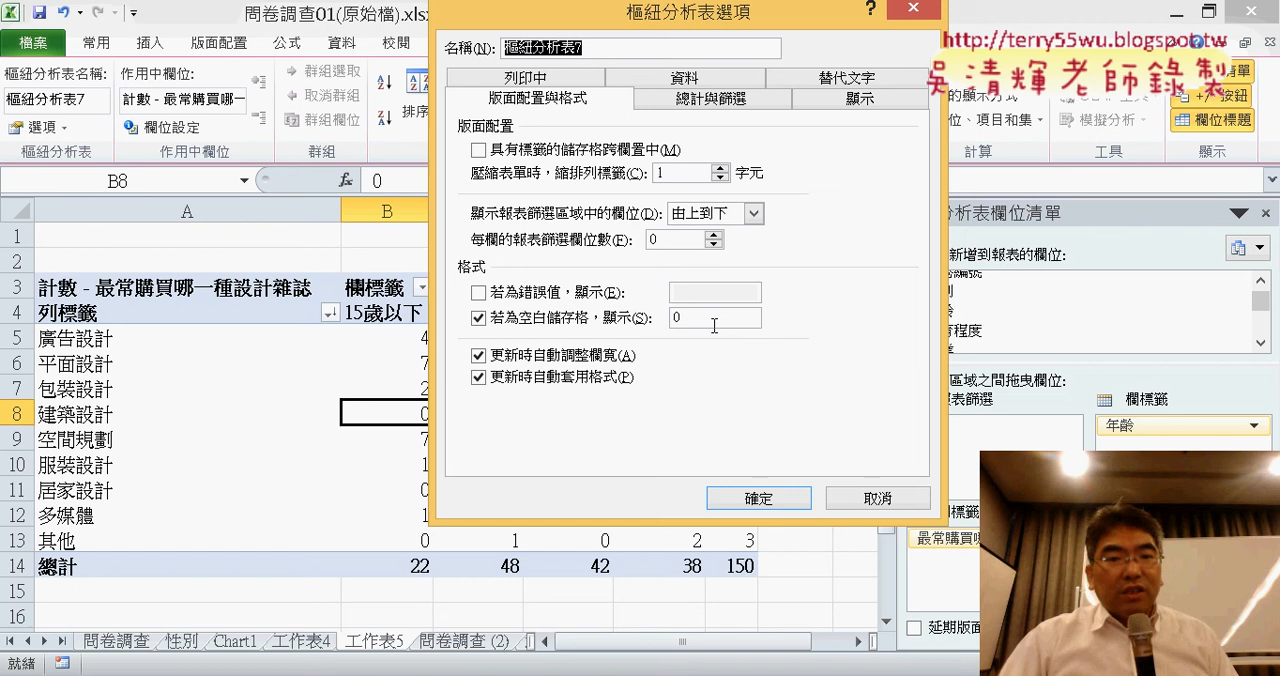 問卷調查01(原始檔).xlsx
樞紐分析表選項
http://terry55wu.blogspot.tw
吳清輝老師錄製
檔案 常用 插入 版面配置 公式 資料 校閱
樞紐分析表名稱:
樞紐分析表7
選項
樞紐分析表
作用中欄位:
計數 - 最常購買哪一
欄位設定
作用中欄位
群組選取
取消群組
群組欄位
群組
排序
清單
+/- 按鈕
欄位標題
顯示
位、項目和集
計算
模擬分析
工具
名稱(N): 樞紐分析表7
列印中 資料 替代文字
版面配置與格式 總計與篩選 顯示
版面配置
具有標籤的儲存格跨欄置中(M)
壓縮表單時，縮排列標籤(C): 1 字元
顯示報表篩選區域中的欄位(D): 由上到下
每欄的報表篩選欄位數(F): 0
格式
若為錯誤值，顯示(E):
若為空白儲存格，顯示(S): 0
更新時自動調整欄寬(A)
更新時自動套用格式(P)
確定 取消
B8 fx 0
A B
1
2
3 計數 - 最常購買哪一種設計雜誌 欄標籤
4 列標籤 15歲以下
5 廣告設計 4
6 平面設計 7
7 包裝設計 2
8 建築設計 0
9 空間規劃 7
10 服裝設計 1
11 居家設計 0
12 多媒體 1
13 其他 0 1 0 2 3
14 總計 22 48 42 38 150
15
16
分析表欄位清單
新增到報表的欄位:
育程度
區域之間拖曳欄位:
表篩選 欄標籤
年齡
標籤
最常購買
延期版面
問卷調查 性別 Chart1 工作表4 工作表5 問卷調查 (2)
就緒